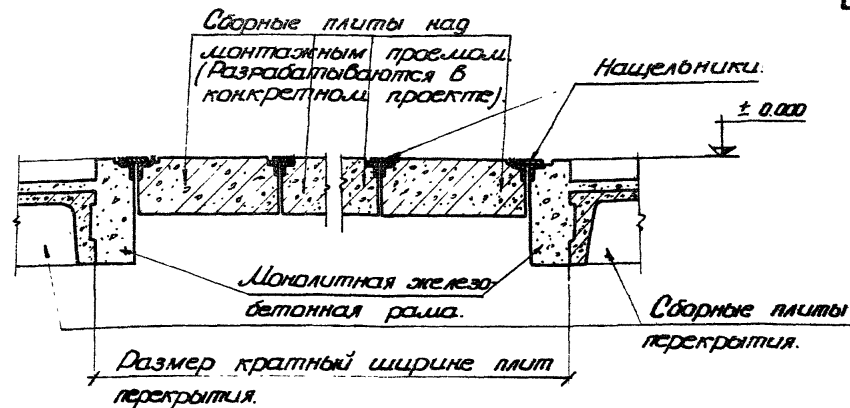 Сборные плиты над
монтажным проемом.
(Разрабатываются в
конкретном проекте).
Нащельники.
± 0.000
Монолитная железо-
бетонная рама.
Сборные плиты
перекрытия.
Размер кратный ширине плит
перекрытия.